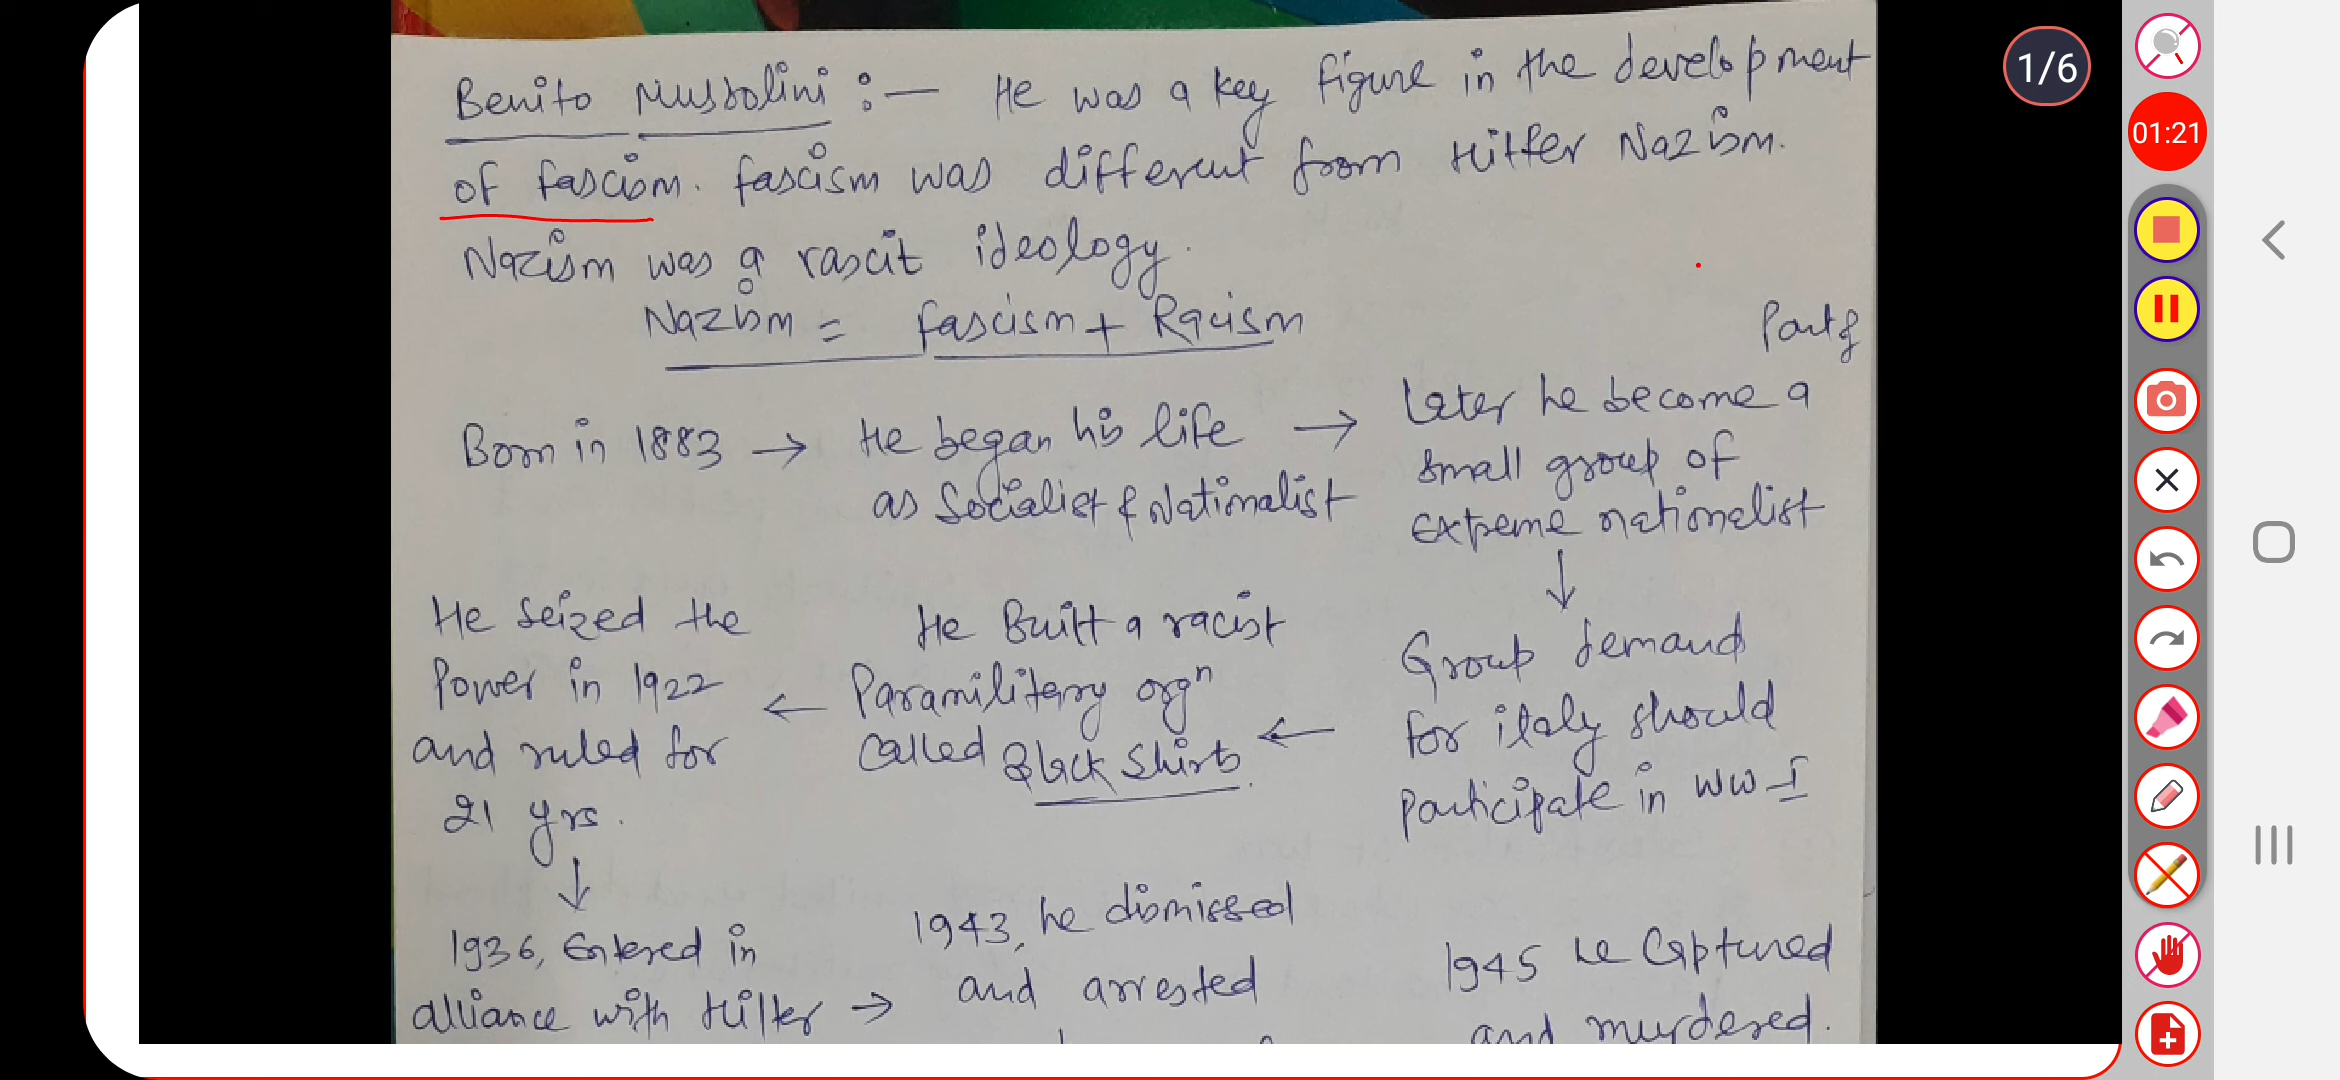 Benito Mussolini :— He was a key figure in the development
of fascism. fascism was different from Hitler Nazism.
Nazism was a rascit ideology.
Nazism = fascism + Racism
Born in 1883 → He began his life
as Socialist & Nationalist
→ Later he become a
Part of
small group of
extreme nationalist
↓
Group demand
for italy should
participate in WW-I
← He Built a racist
Paramilitary orgn
called Black Shirts.
← He seized the
Power in 1922
and ruled for
21 yrs.
↓
1936, Entered in
alliance with Hitler →
1943, he dismissed
and arrested
1945 he Captured
and murdered.
1/6
01:21